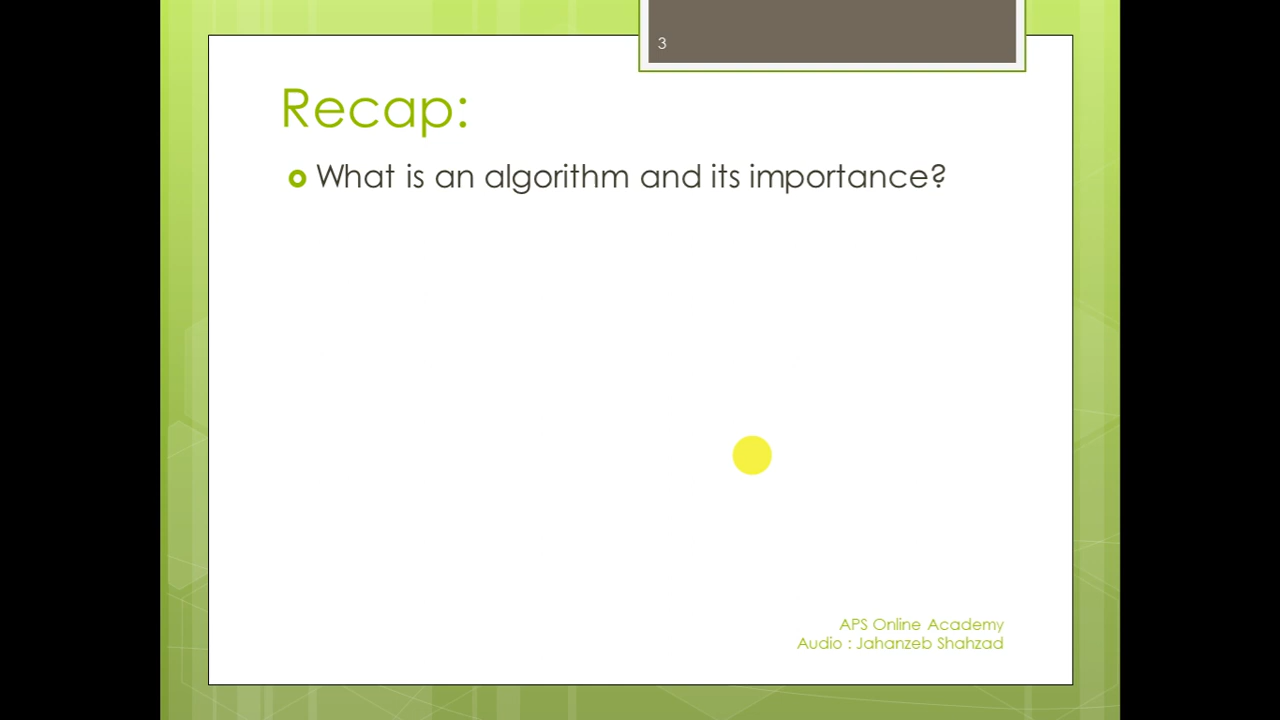 3
Recap:
What is an algorithm and its importance?
APS Online Academy
Audio : Jahanzeb Shahzad